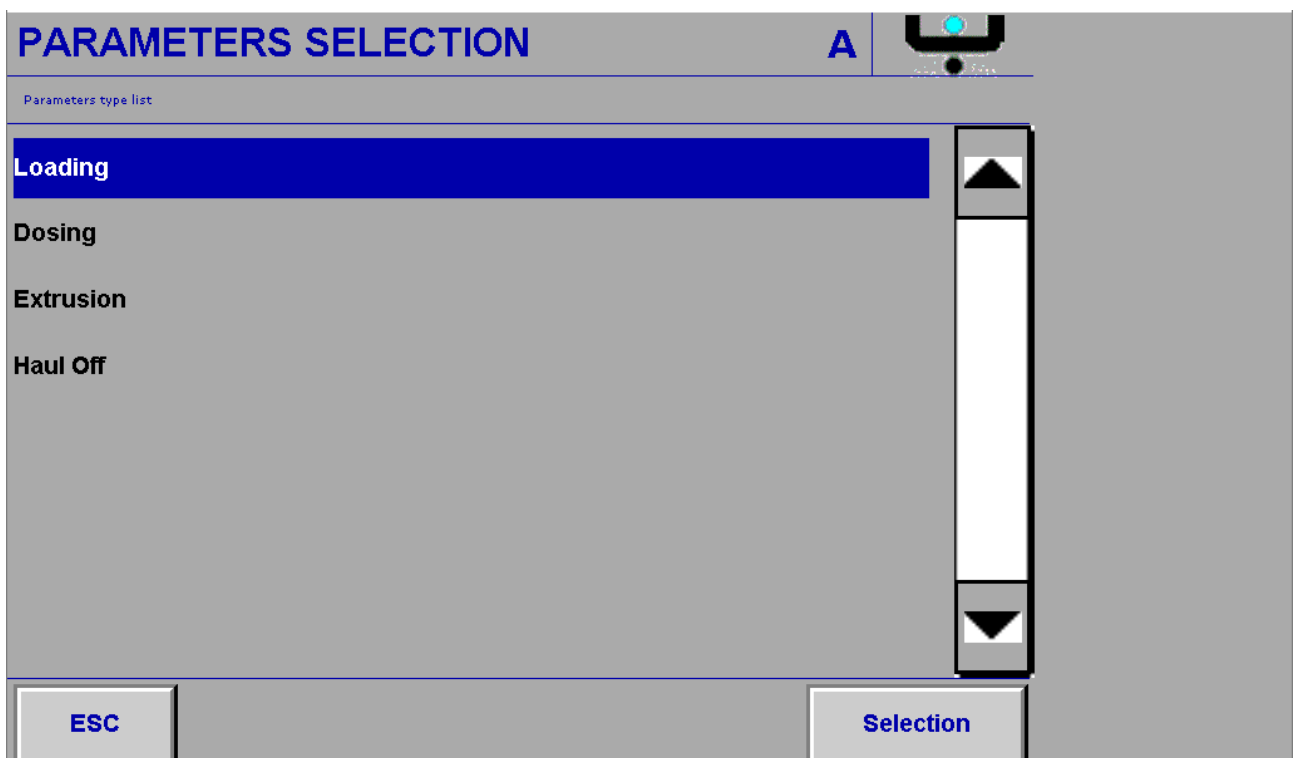 PARAMETERS SELECTION A
Parameters type list
Loading
Dosing
Extrusion
Haul Off
ESC Selection